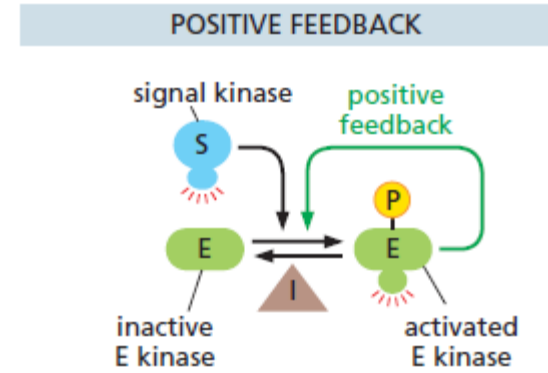 POSITIVE FEEDBACK
signal kinase
positive
feedback
S
P
E
E
I
inactive
E kinase
activated
E kinase